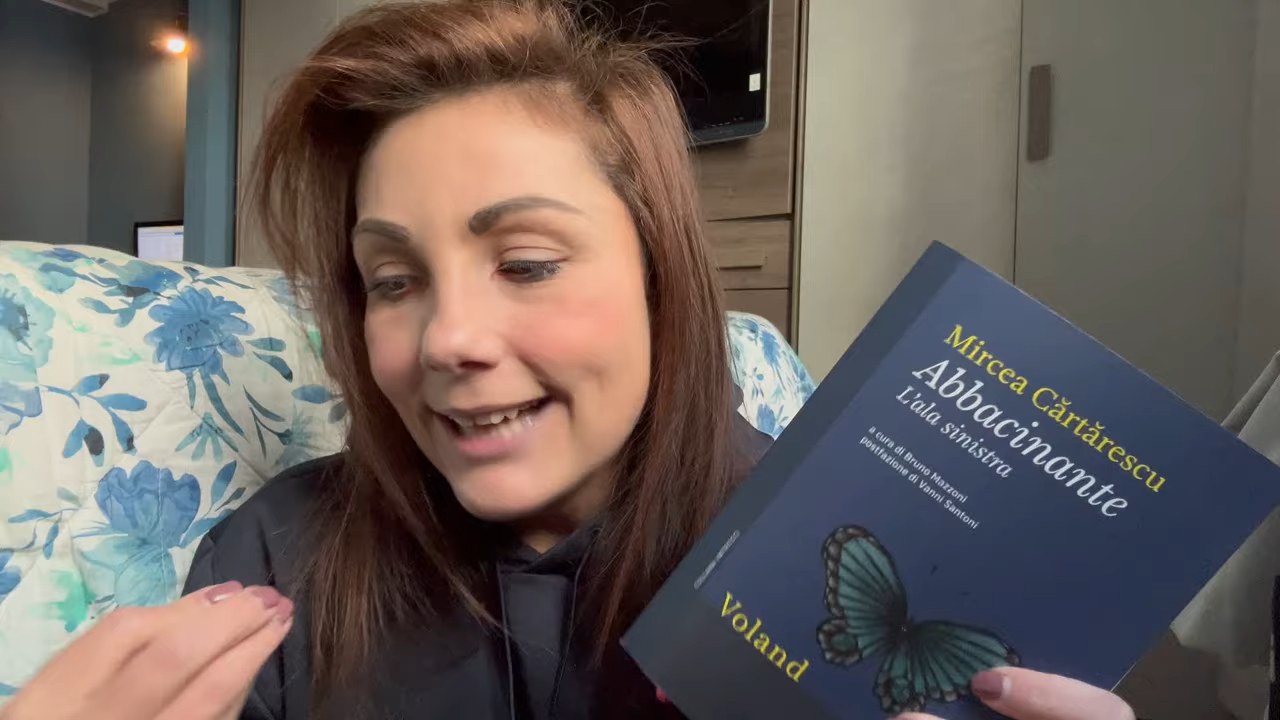 Mircea Cărtărescu
Abbacinante
L'ala sinistra
a cura di Bruno Mazzoni
postfazione di Vanni Santoni
Voland